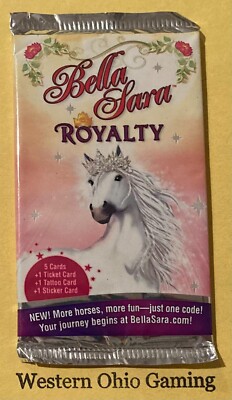 Bella
Sara™
ROYALTY
5 Cards
+1 Ticket Card
+1 Tattoo Card
+1 Sticker Card
NEW! More horses, more fun—just one code!
Your journey begins at BellaSara.com!
Western Ohio Gaming